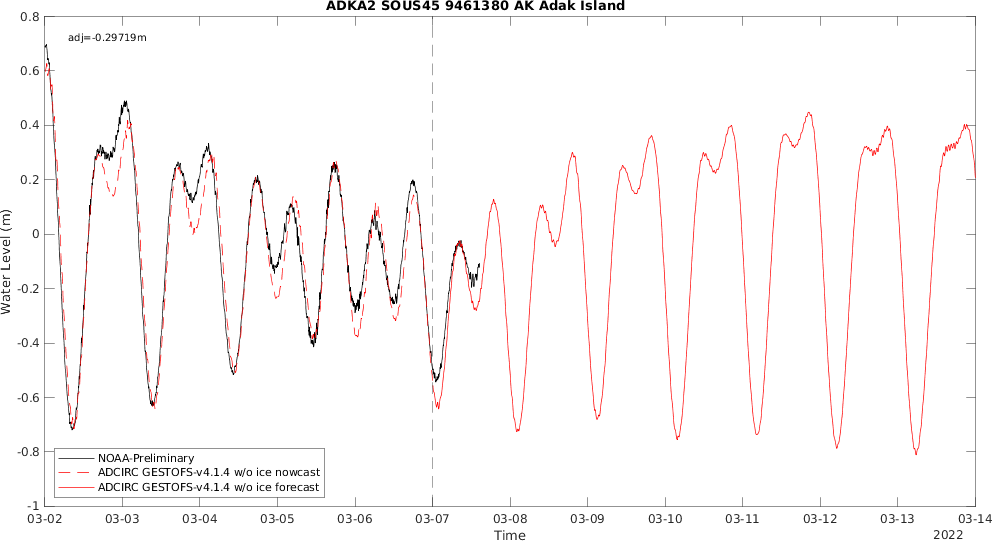 ADKA2 SOUS45 9461380 AK Adak Island
adj=-0.29719m
0.8
0.6
0.4
0.2
0
-0.2
-0.4
-0.6
-0.8
-1
Water Level (m)
NOAA-Preliminary
ADCIRC GESTOFS-v4.1.4 w/o ice nowcast
ADCIRC GESTOFS-v4.1.4 w/o ice forecast
03-02 03-03 03-04 03-05 03-06 03-07 03-08 03-09 03-10 03-11 03-12 03-13 03-14
Time
2022